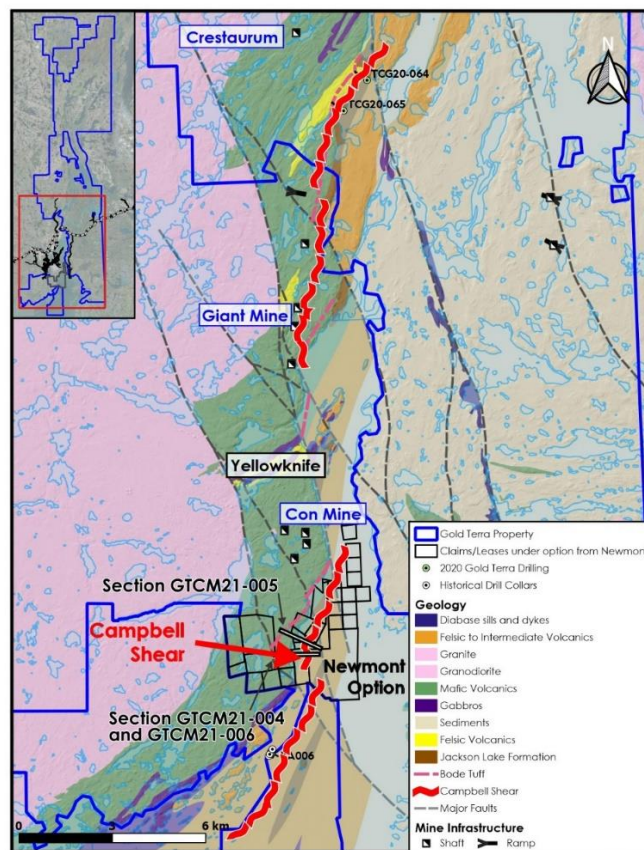 Crestaurum
TCG20-064
TCG20-065
N
Giant Mine
Yellowknife
Con Mine
Section GTCM21-005
Campbell
Shear
Newmont
Option
Section GTCM21-004
and GTCM21-006
0 3 6 km
Gold Terra Property
Claims/Leases under option from Newmon
2020 Gold Terra Drilling
Historical Drill Collars
Geology
Diabase sills and dykes
Felsic to Intermediate Volcanics
Granite
Granodiorite
Mafic Volcanics
Gabbros
Sediments
Felsic Volcanics
Jackson Lake Formation
Bode Tuff
Campbell Shear
Major Faults
Mine Infrastructure
Shaft Ramp